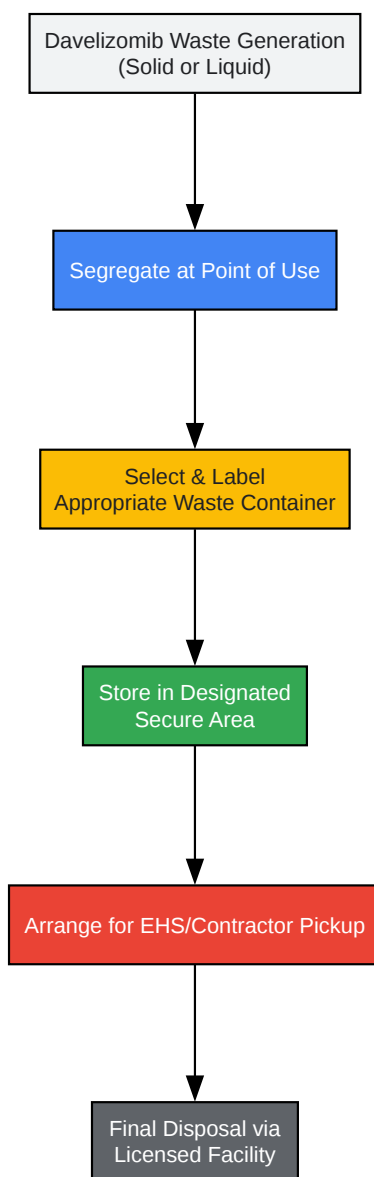 Davelizomib Waste Generation
(Solid or Liquid)
Segregate at Point of Use
Select & Label
Appropriate Waste Container
Store in Designated
Secure Area
Arrange for EHS/Contractor Pickup
Final Disposal via
Licensed Facility